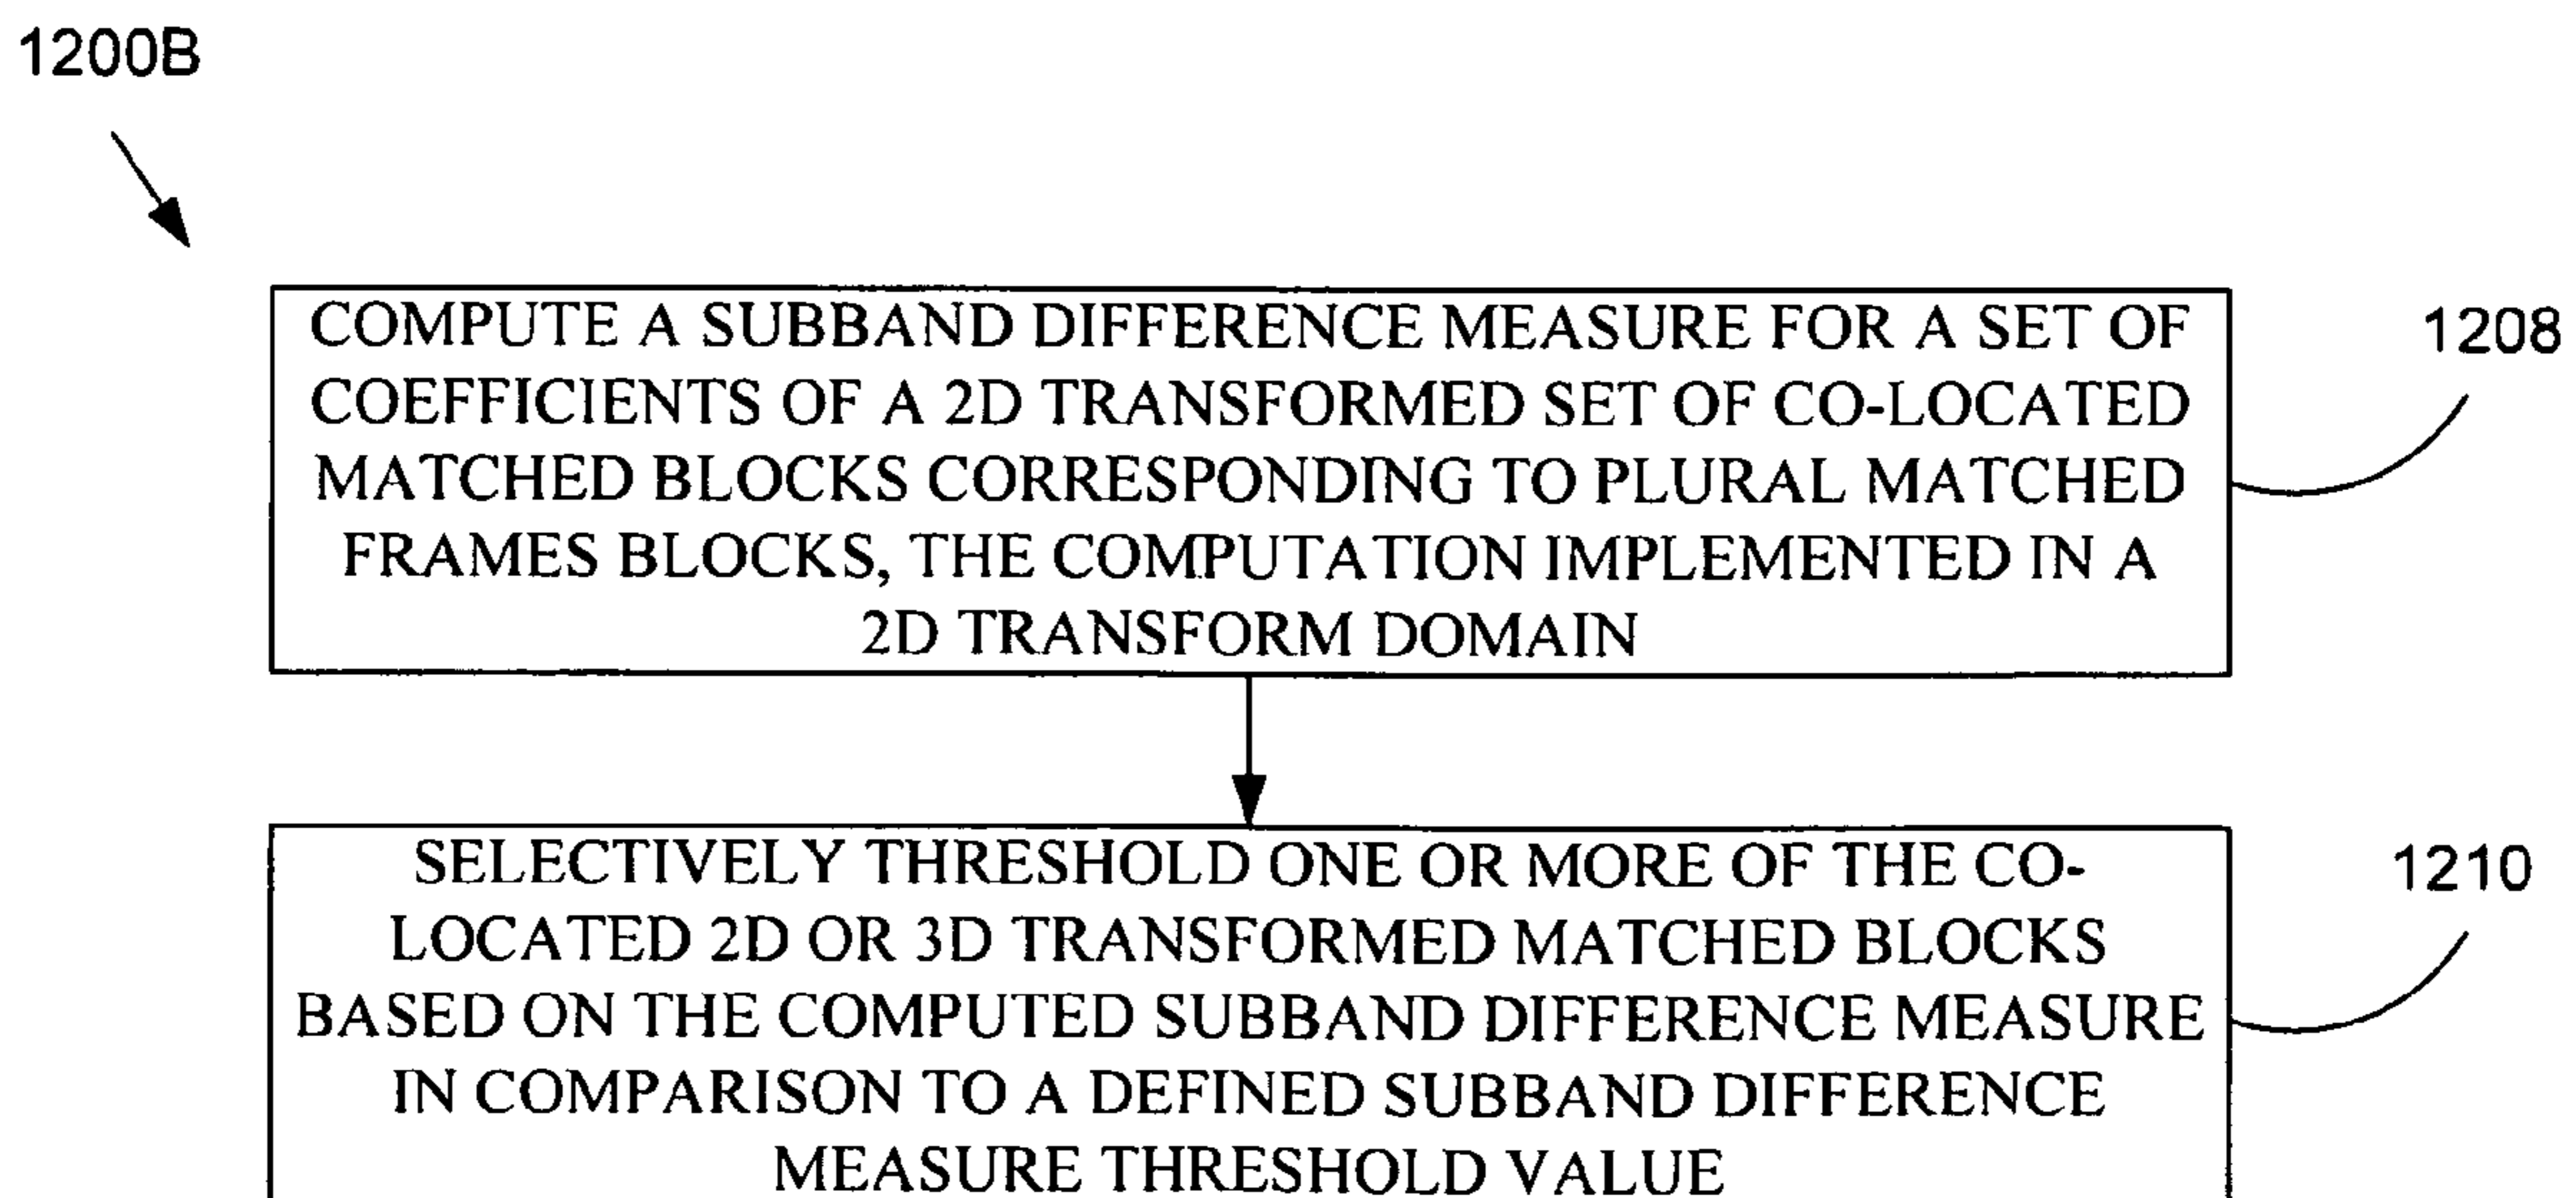 1200B
COMPUTE A SUBBAND DIFFERENCE MEASURE FOR A SET OF
COEFFICIENTS OF A 2D TRANSFORMED SET OF CO-LOCATED
MATCHED BLOCKS CORRESPONDING TO PLURAL MATCHED
FRAMES BLOCKS, THE COMPUTATION IMPLEMENTED IN A
2D TRANSFORM DOMAIN
1208
SELECTIVELY THRESHOLD ONE OR MORE OF THE CO-
LOCATED 2D OR 3D TRANSFORMED MATCHED BLOCKS
BASED ON THE COMPUTED SUBBAND DIFFERENCE MEASURE
IN COMPARISON TO A DEFINED SUBBAND DIFFERENCE
MEASURE THRESHOLD VALUE
1210